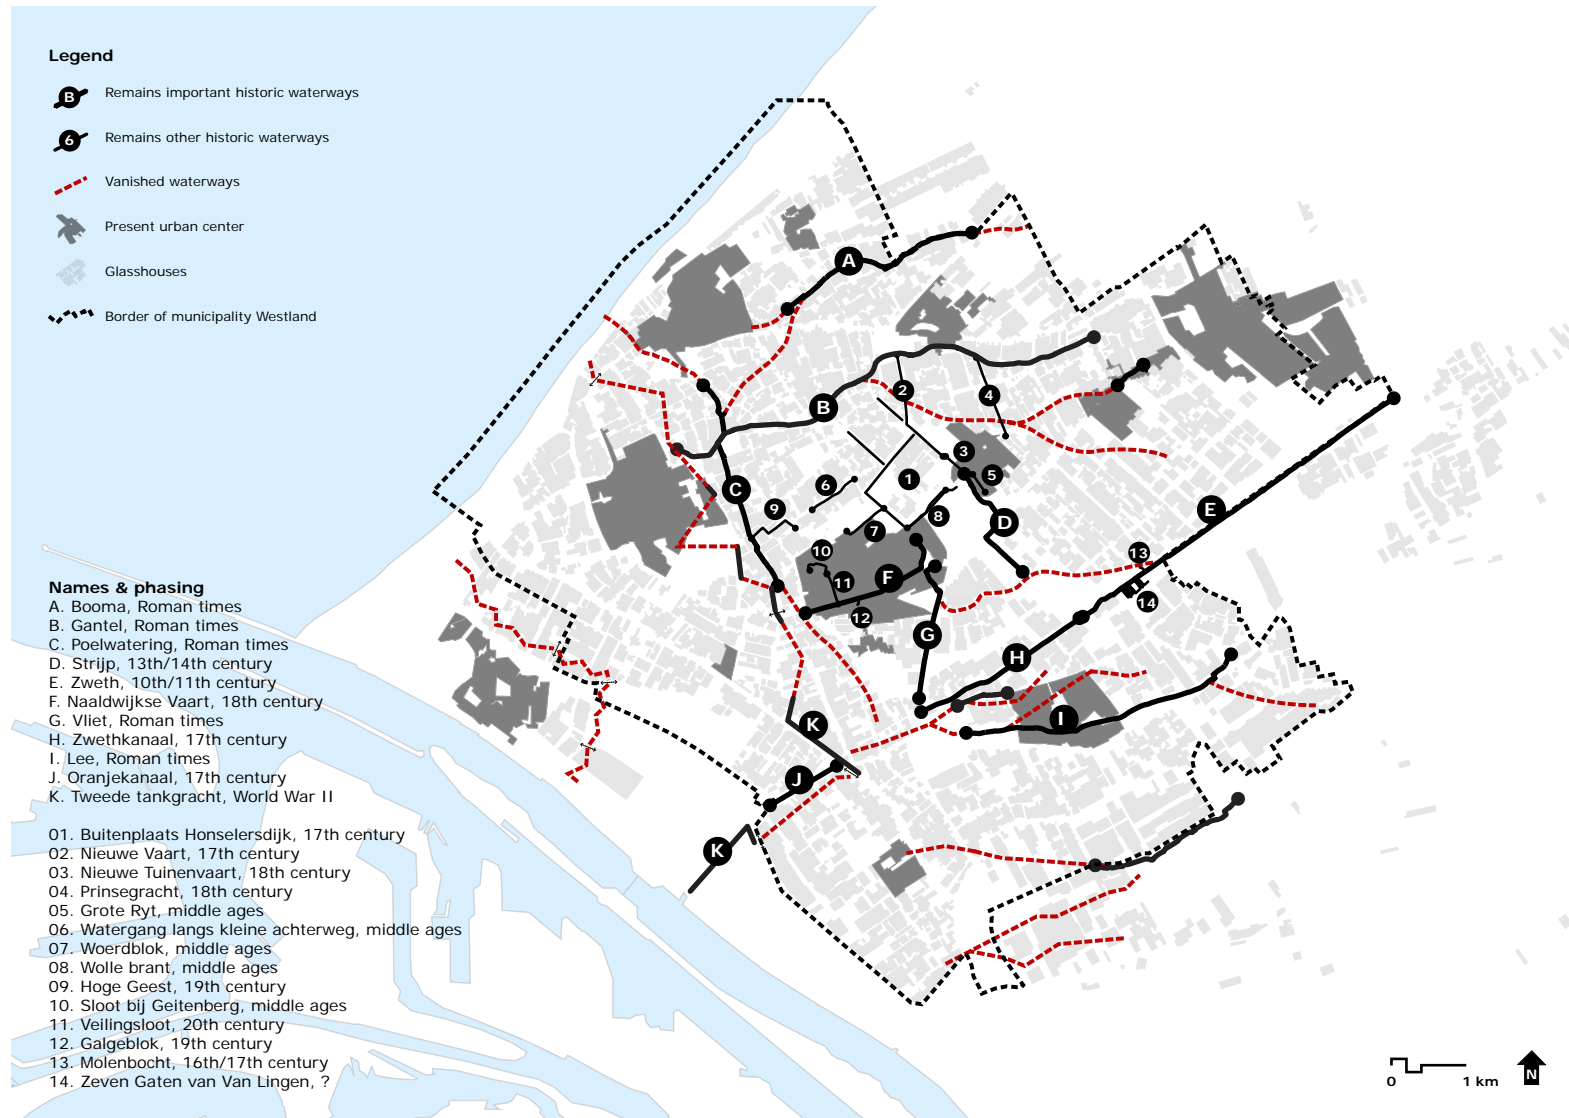 Legend
B
Remains important historic waterways
6
Remains other historic waterways
Vanished waterways
Present urban center
Glasshouses
Border of municipality Westland
Names & phasing
A. Booma, Roman times
B. Gantel, Roman times
C. Poelwatering, Roman times
D. Strijp, 13th/14th century
E. Zweth, 10th/11th century
F. Naaldwijkse Vaart, 18th century
G. Vliet, Roman times
H. Zwethkanaal, 17th century
I. Lee, Roman times
J. Oranjekanaal, 17th century
K. Tweede tankgracht, World War II
01. Buitenplaats Honselersdijk, 17th century
02. Nieuwe Vaart, 17th century
03. Nieuwe Tuinenvaart, 18th century
04. Prinsegracht, 18th century
05. Grote Ryt, middle ages
06. Watergang langs kleine achterweg, middle ages
07. Woerdblok, middle ages
08. Wolle brant, middle ages
09. Hoge Geest, 19th century
10. Sloot bij Geitenberg, middle ages
11. Veilingsloot, 20th century
12. Galgeblok, 19th century
13. Molenbocht, 16th/17th century
14. Zeven Gaten van Van Lingen, ?
A
2
4
B
3
5
1
6
C
9
8
7
D
E
10
11
F
12
13
14
G
H
I
K
J
K
0
1 km
N